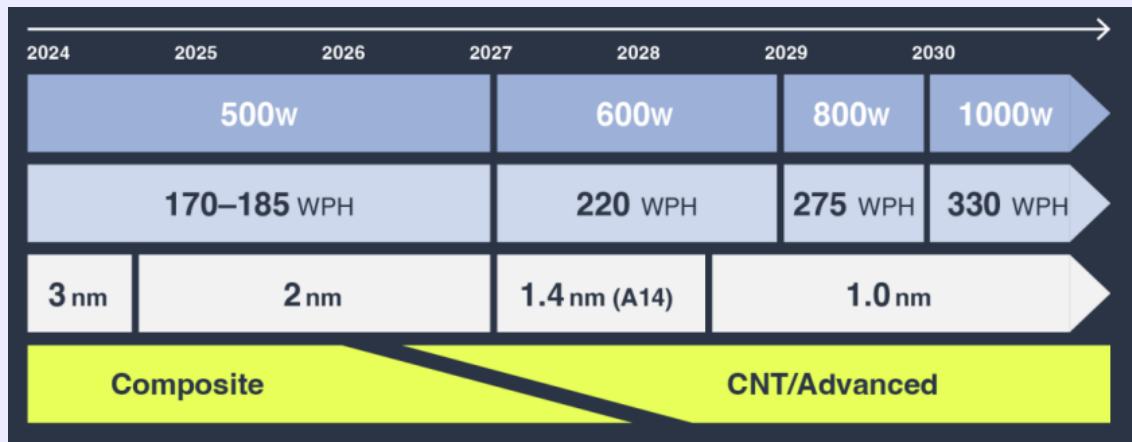 2024 2025 2026 2027 2028 2029 2030
500W 600W 800W 1000W
170–185 WPH 220 WPH 275 WPH 330 WPH
3 nm 2 nm 1.4 nm (A14) 1.0 nm
Composite CNT/Advanced